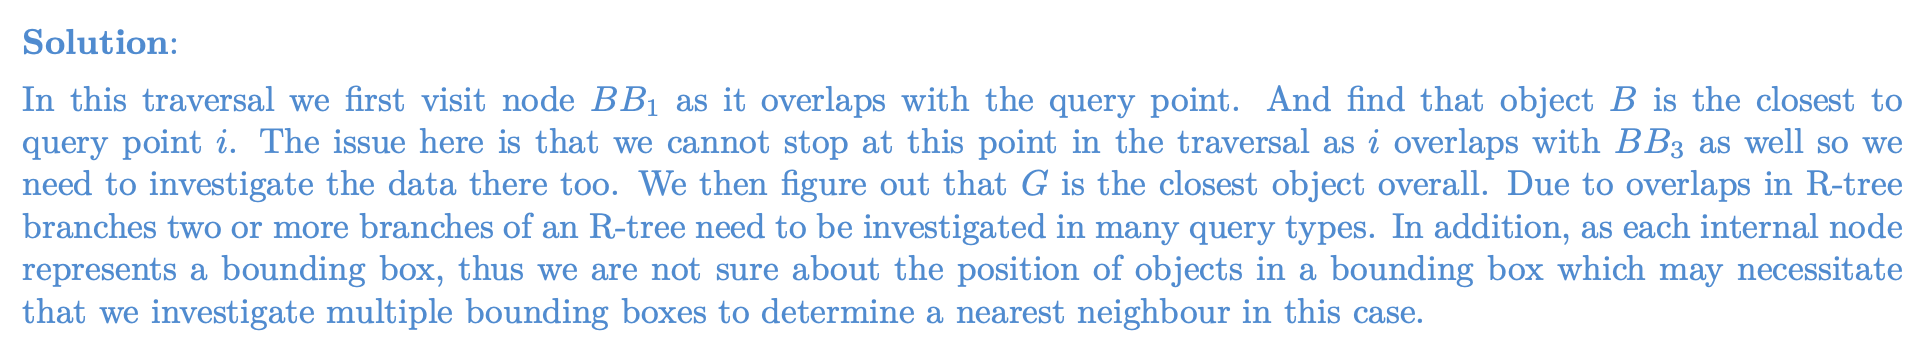 Solution:
In this traversal we first visit node BB₁ as it overlaps with the query point. And find that object B is the closest to
query point i. The issue here is that we cannot stop at this point in the traversal as i overlaps with BB₃ as well so we
need to investigate the data there too. We then figure out that G is the closest object overall. Due to overlaps in R-tree
branches two or more branches of an R-tree need to be investigated in many query types. In addition, as each internal node
represents a bounding box, thus we are not sure about the position of objects in a bounding box which may necessitate
that we investigate multiple bounding boxes to determine a nearest neighbour in this case.